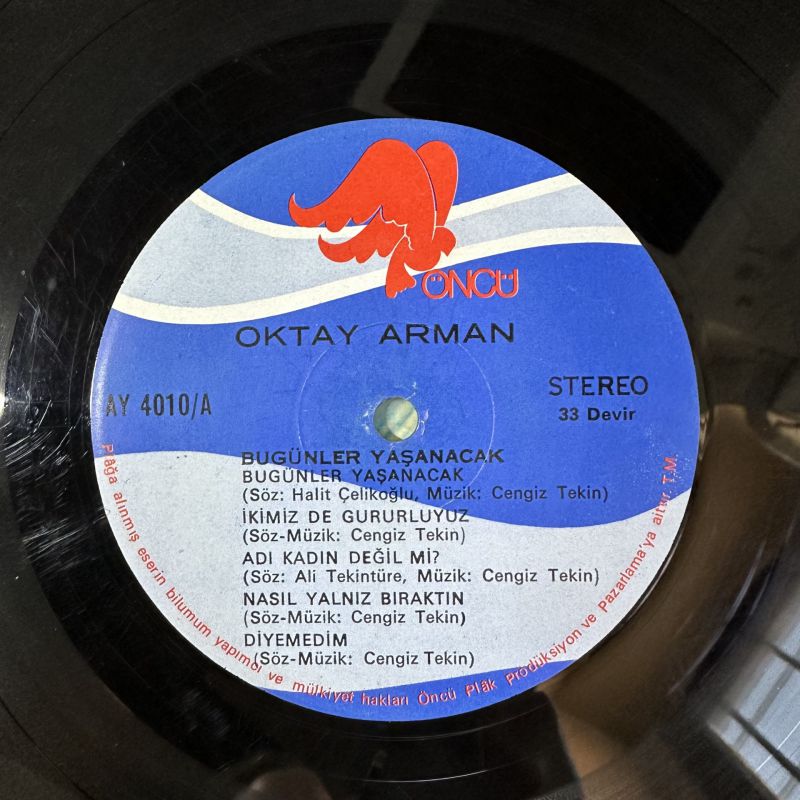 ÖNCÜ
OKTAY ARMAN
AY 4010/A
STEREO
33 Devir
BUGÜNLER YAŞANACAK
BUGÜNLER YAŞANACAK
(Söz: Halit Çelikoğlu, Müzik: Cengiz Tekin)
İKİMİZ DE GURURLUYUZ
(Söz-Müzik: Cengiz Tekin)
ADI KADIN DEĞİL Mİ?
(Söz: Ali Tekintüre, Müzik: Cengiz Tekin)
NASIL YALNIZ BIRAKTIN
(Söz-Müzik: Cengiz Tekin)
DİYEMEDİM
(Söz-Müzik: Cengiz Tekin)
Plâğa alınmış eserin bilumum yapımcı ve mülkiyet hakları Öncü Plâk Prodüksiyon ve Pazarlama'ya aittir. T.M.